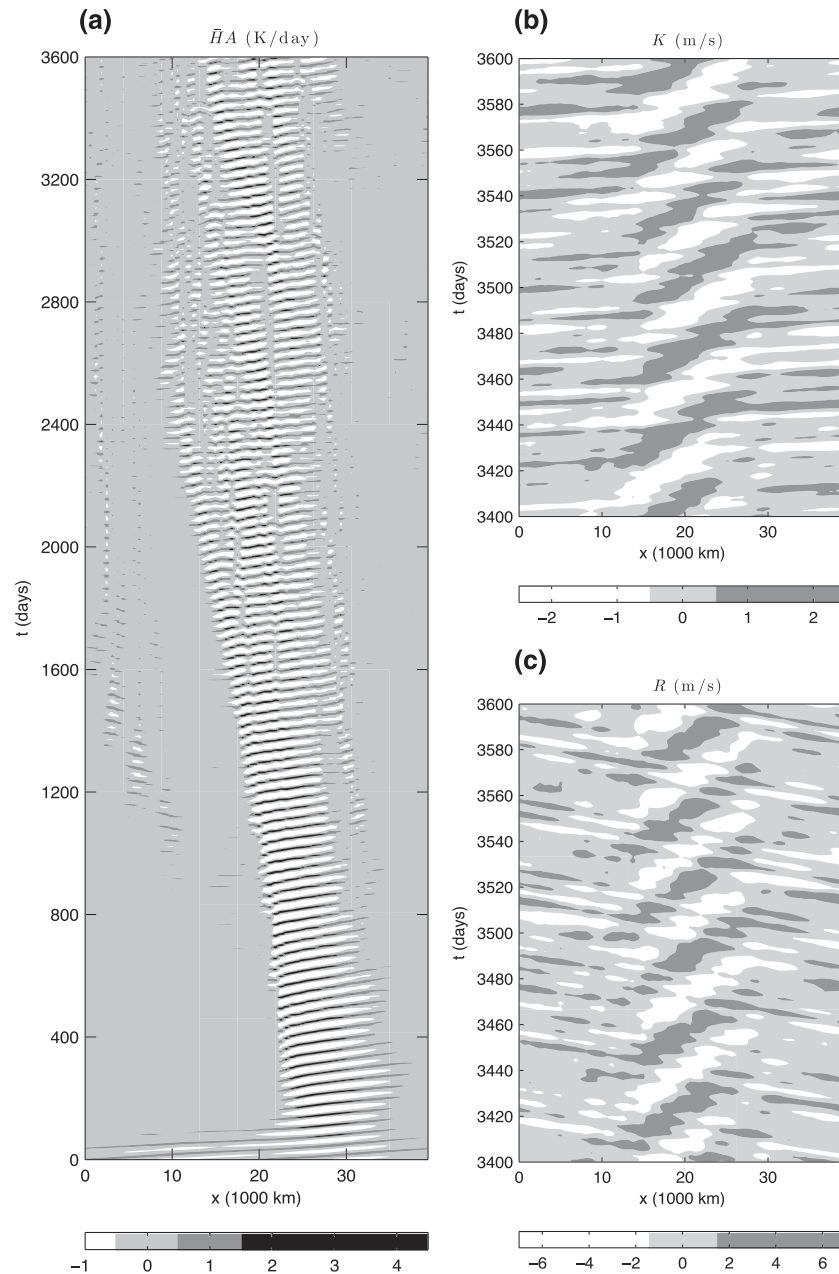 (a)
H̄A (K/day)
3600
3200
2800
2400
2000
1600
1200
800
400
0
t (days)
0 10 20 30
x (1000 km)
−1 0 1 2 3 4
(b)
K (m/s)
3600
3580
3560
3540
3520
3500
3480
3460
3440
3420
3400
t (days)
0 10 20 30
x (1000 km)
−2 −1 0 1 2
(c)
R (m/s)
3600
3580
3560
3540
3520
3500
3480
3460
3440
3420
3400
t (days)
0 10 20 30
x (1000 km)
−6 −4 −2 0 2 4 6